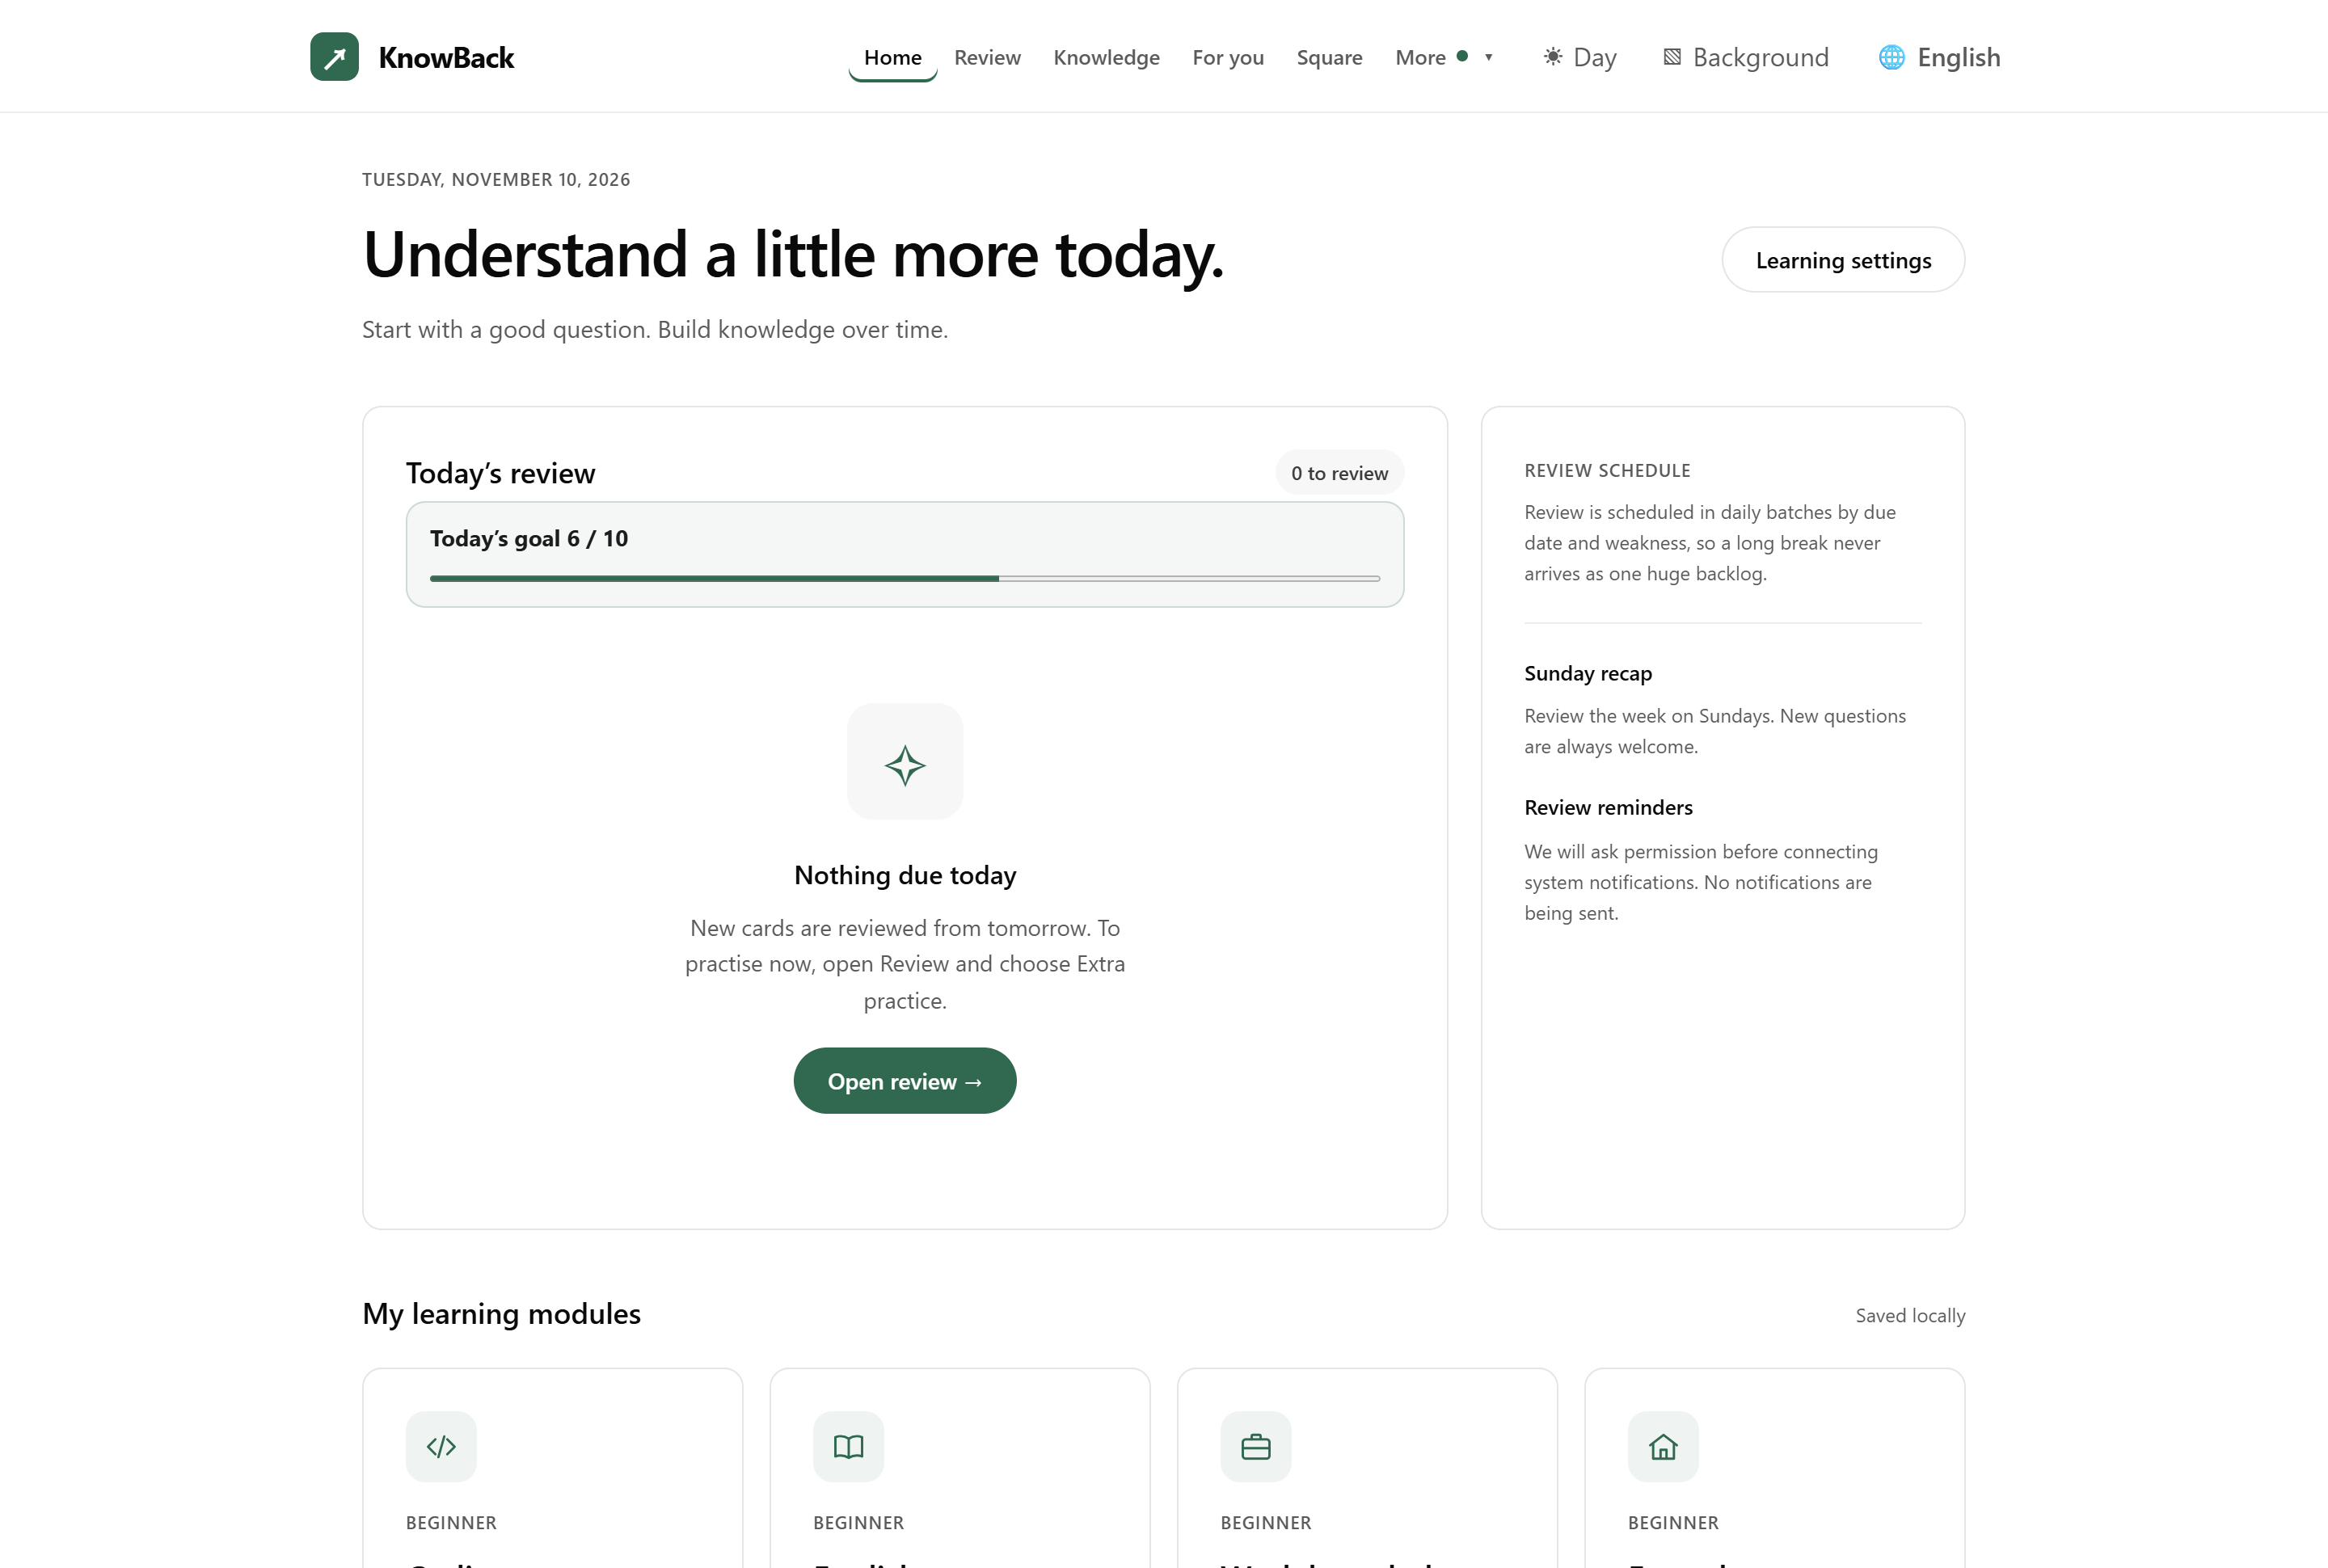 KnowBack
Home
Review
Knowledge
For you
Square
More
Day
Background
English
TUESDAY, NOVEMBER 10, 2026
Understand a little more today.
Learning settings
Start with a good question. Build knowledge over time.
Today’s review
0 to review
Today’s goal 6 / 10
Nothing due today
New cards are reviewed from tomorrow. To
practise now, open Review and choose Extra
practice.
Open review →
REVIEW SCHEDULE
Review is scheduled in daily batches by due
date and weakness, so a long break never
arrives as one huge backlog.
Sunday recap
Review the week on Sundays. New questions
are always welcome.
Review reminders
We will ask permission before connecting
system notifications. No notifications are
being sent.
My learning modules
Saved locally
BEGINNER
BEGINNER
BEGINNER
BEGINNER